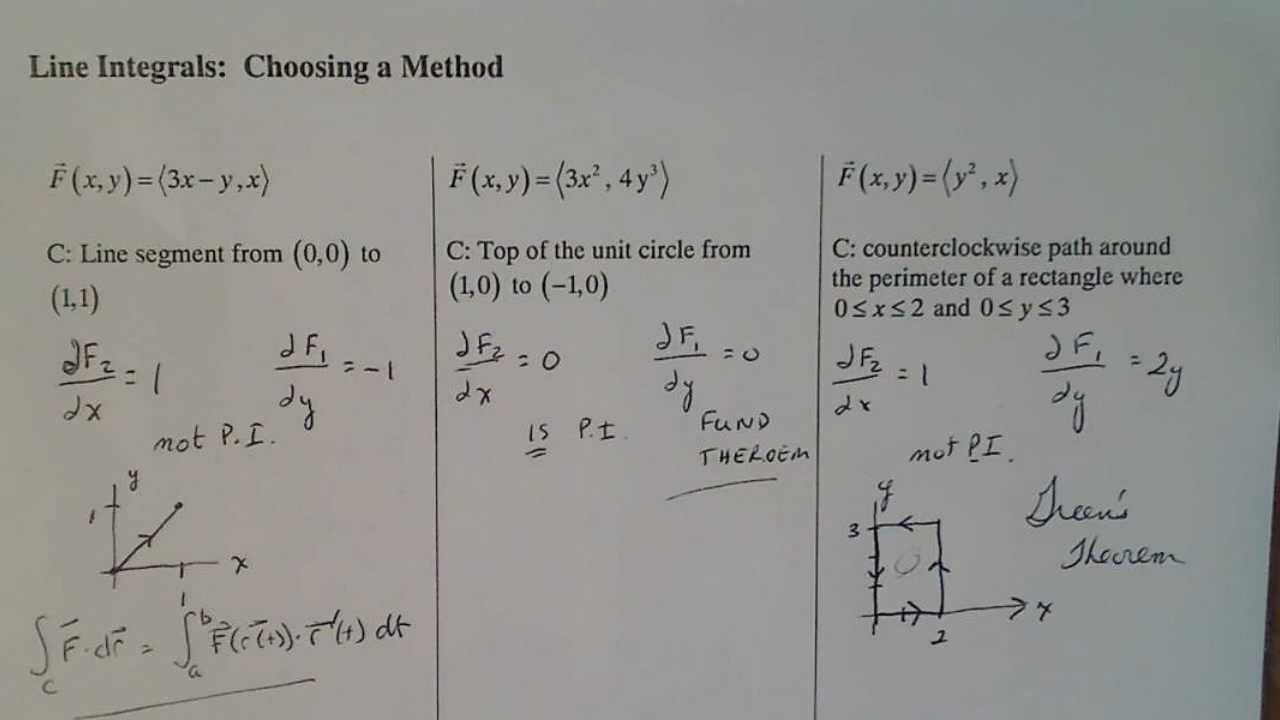 Line Integrals: Choosing a Method
F⃗(x,y)=⟨3x−y,x⟩
C: Line segment from (0,0) to
(1,1)
∂F₂/∂x = 1 ∂F₁/∂y = −1
not P.I.
y
1
x
1
∫_C F⃗·dr⃗ = ∫_a^b F⃗(r⃗(t))·r⃗'(t) dt
F⃗(x,y)=⟨3x²,4y³⟩
C: Top of the unit circle from
(1,0) to (−1,0)
∂F₂/∂x = 0 ∂F₁/∂y = 0
IS P.I. FUND
THEROEM
F⃗(x,y)=⟨y²,x⟩
C: counterclockwise path around
the perimeter of a rectangle where
0≤x≤2 and 0≤y≤3
∂F₂/∂x = 1 ∂F₁/∂y = 2y
not P.I.
y
3
x
2
Green's
Theorem